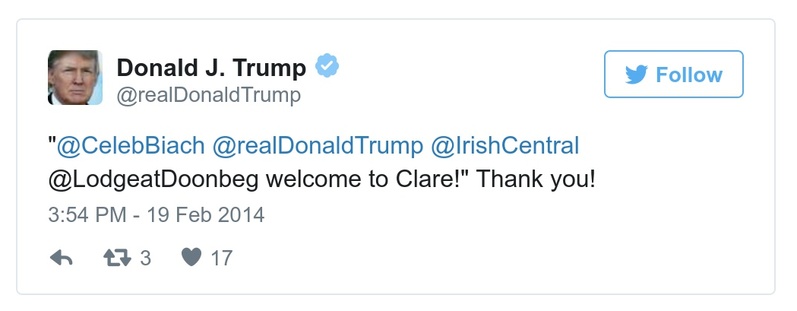 Donald J. Trump
@realDonaldTrump
Follow
"@CelebBiach @realDonaldTrump @IrishCentral
@LodgeatDoonbeg welcome to Clare!" Thank you!
3:54 PM - 19 Feb 2014
3 17